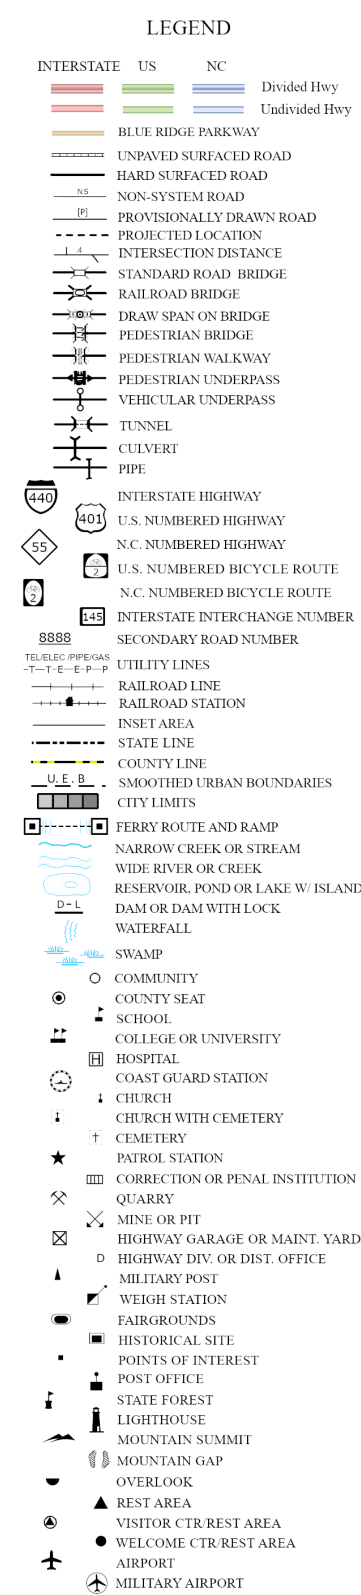 LEGEND
INTERSTATE US NC
Divided Hwy
Undivided Hwy
BLUE RIDGE PARKWAY
UNPAVED SURFACED ROAD
HARD SURFACED ROAD
NS NON-SYSTEM ROAD
[P] PROVISIONALLY DRAWN ROAD
PROJECTED LOCATION
.4 INTERSECTION DISTANCE
STANDARD ROAD BRIDGE
RAILROAD BRIDGE
DRAW SPAN ON BRIDGE
PEDESTRIAN BRIDGE
PEDESTRIAN WALKWAY
PEDESTRIAN UNDERPASS
VEHICULAR UNDERPASS
TUNNEL
CULVERT
PIPE
440 INTERSTATE HIGHWAY
401 U.S. NUMBERED HIGHWAY
55 N.C. NUMBERED HIGHWAY
2 U.S. NUMBERED BICYCLE ROUTE
2 N.C. NUMBERED BICYCLE ROUTE
145 INTERSTATE INTERCHANGE NUMBER
8888 SECONDARY ROAD NUMBER
TEL/ELEC /PIPE/GAS
–T––T–E––E–P––P UTILITY LINES
RAILROAD LINE
RAILROAD STATION
INSET AREA
STATE LINE
COUNTY LINE
U. E. B SMOOTHED URBAN BOUNDARIES
CITY LIMITS
FERRY ROUTE AND RAMP
NARROW CREEK OR STREAM
WIDE RIVER OR CREEK
RESERVOIR, POND OR LAKE W/ ISLAND
D-L DAM OR DAM WITH LOCK
WATERFALL
SWAMP
COMMUNITY
COUNTY SEAT
SCHOOL
COLLEGE OR UNIVERSITY
H HOSPITAL
COAST GUARD STATION
CHURCH
CHURCH WITH CEMETERY
CEMETERY
PATROL STATION
CORRECTION OR PENAL INSTITUTION
QUARRY
MINE OR PIT
HIGHWAY GARAGE OR MAINT. YARD
D HIGHWAY DIV. OR DIST. OFFICE
MILITARY POST
WEIGH STATION
FAIRGROUNDS
HISTORICAL SITE
POINTS OF INTEREST
POST OFFICE
STATE FOREST
LIGHTHOUSE
MOUNTAIN SUMMIT
MOUNTAIN GAP
OVERLOOK
REST AREA
VISITOR CTR/REST AREA
WELCOME CTR/REST AREA
AIRPORT
MILITARY AIRPORT